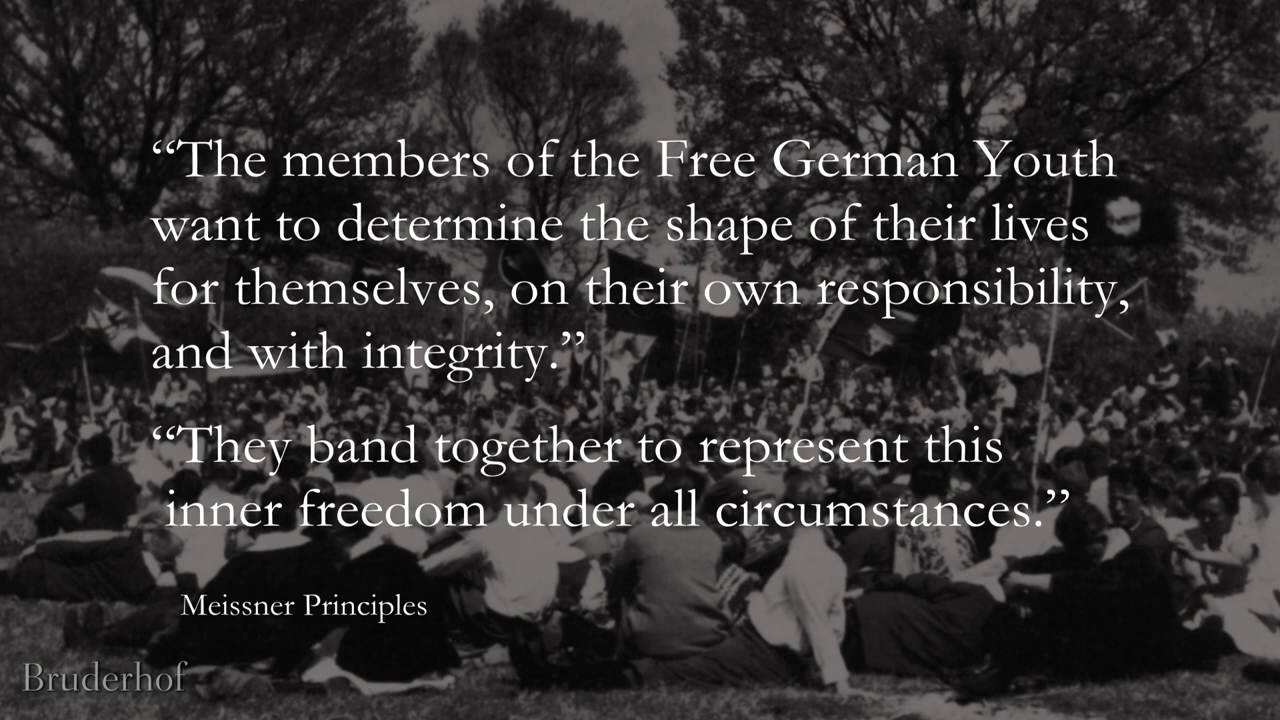 “The members of the Free German Youth
want to determine the shape of their lives
for themselves, on their own responsibility,
and with integrity.”
“They band together to represent this
inner freedom under all circumstances.”
Meissner Principles
Bruderhof